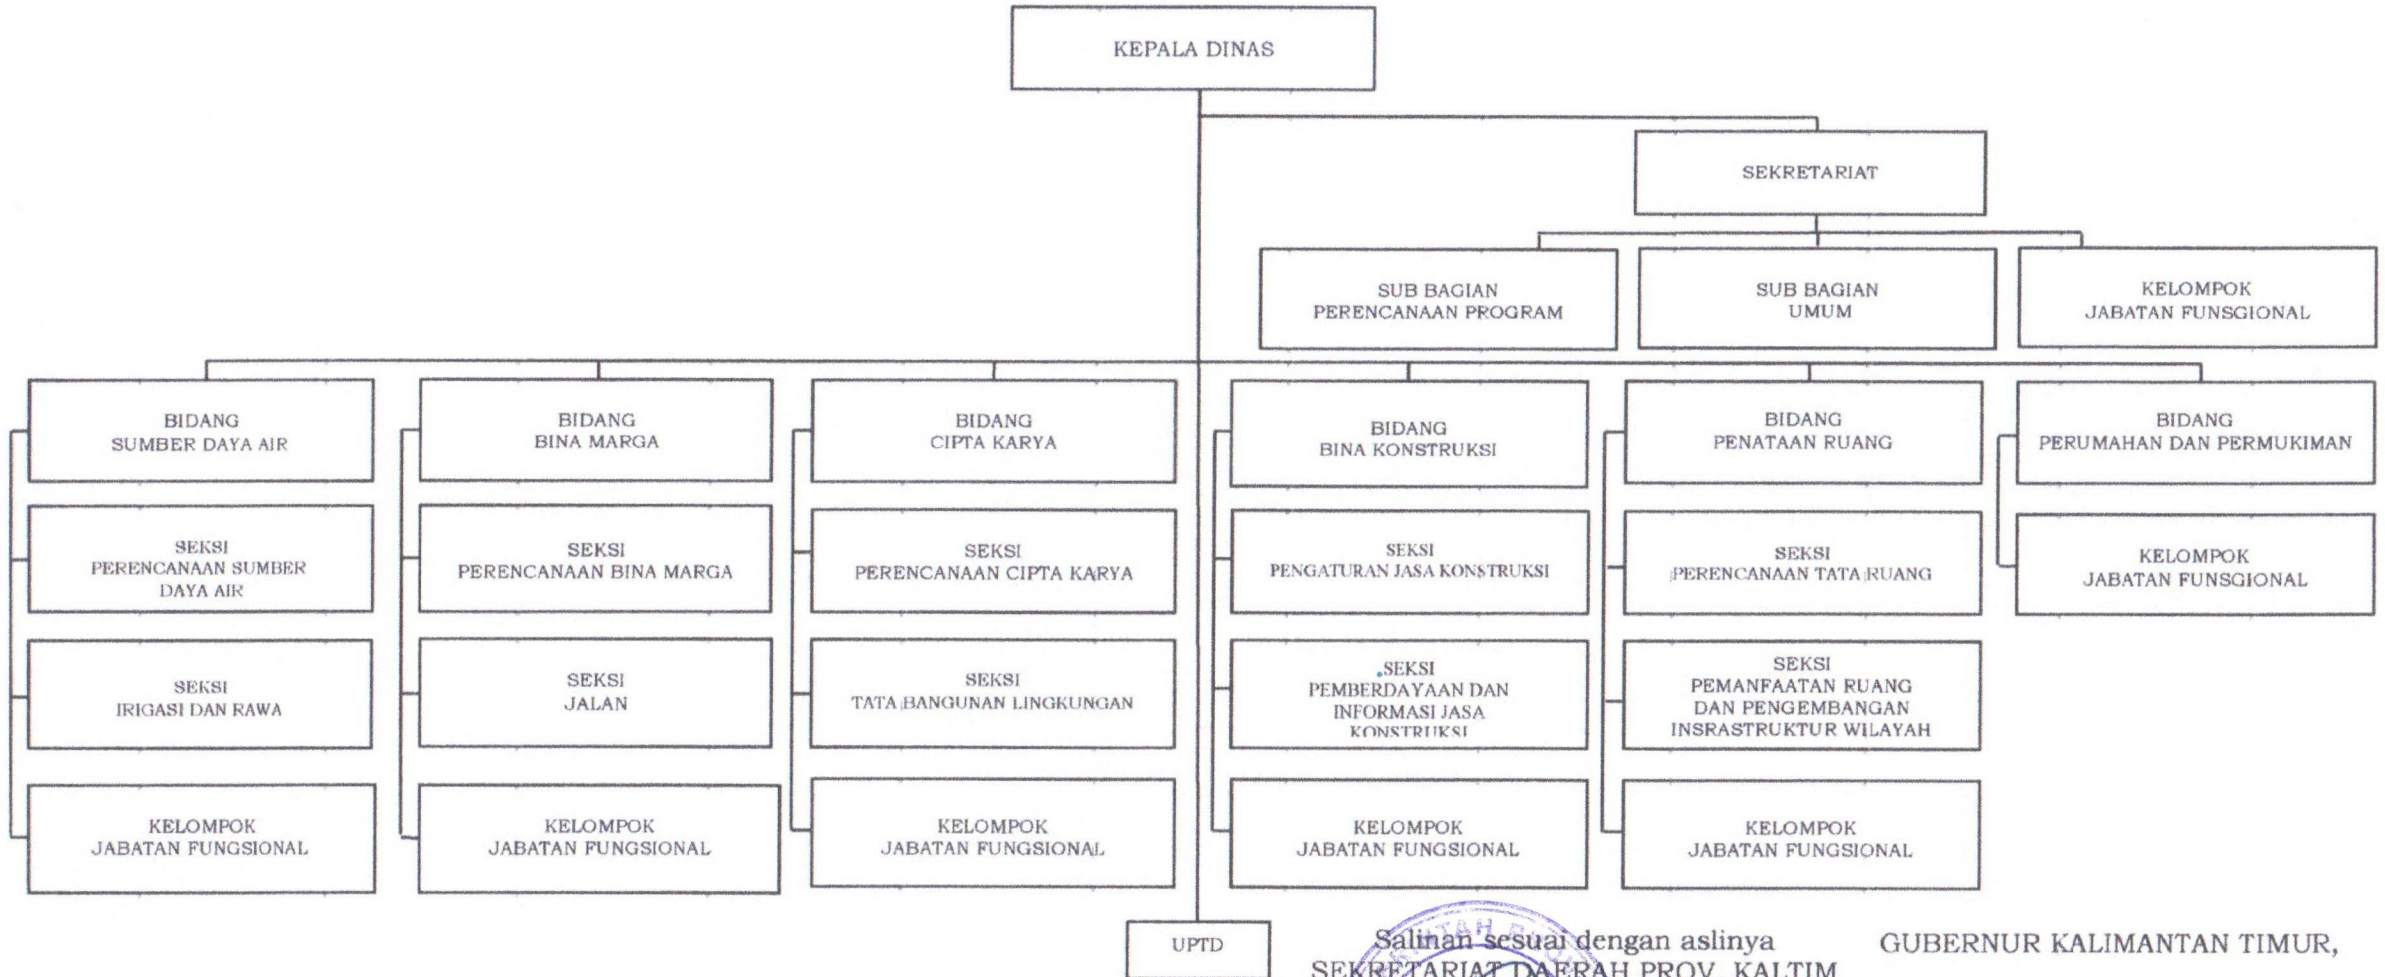 KEPALA DINAS
SEKRETARIAT
SUB BAGIAN
PERENCANAAN PROGRAM
SUB BAGIAN
UMUM
KELOMPOK
JABATAN FUNSGIONAL
BIDANG
SUMBER DAYA AIR
BIDANG
BINA MARGA
BIDANG
CIPTA KARYA
BIDANG
BINA KONSTRUKSI
BIDANG
PENATAAN RUANG
BIDANG
PERUMAHAN DAN PERMUKIMAN
SEKSI
PERENCANAAN SUMBER
DAYA AIR
SEKSI
PERENCANAAN BINA MARGA
SEKSI
PERENCANAAN CIPTA KARYA
SEKSI
PENGATURAN JASA KONSTRUKSI
SEKSI
PERENCANAAN TATA RUANG
KELOMPOK
JABATAN FUNSGIONAL
SEKSI
IRIGASI DAN RAWA
SEKSI
JALAN
SEKSI
TATA BANGUNAN LINGKUNGAN
SEKSI
PEMBERDAYAAN DAN
INFORMASI JASA
KONSTRUKSI
SEKSI
PEMANFAATAN RUANG
DAN PENGEMBANGAN
INSRASTRUKTUR WILAYAH
KELOMPOK
JABATAN FUNGSIONAL
KELOMPOK
JABATAN FUNGSIONAL
KELOMPOK
JABATAN FUNGSIONAL
KELOMPOK
JABATAN FUNGSIONAL
KELOMPOK
JABATAN FUNGSIONAL
UPTD
Salinan sesuai dengan aslinya
SEKRETARIAT DAERAH PROV. KALTIM
GUBERNUR KALIMANTAN TIMUR,